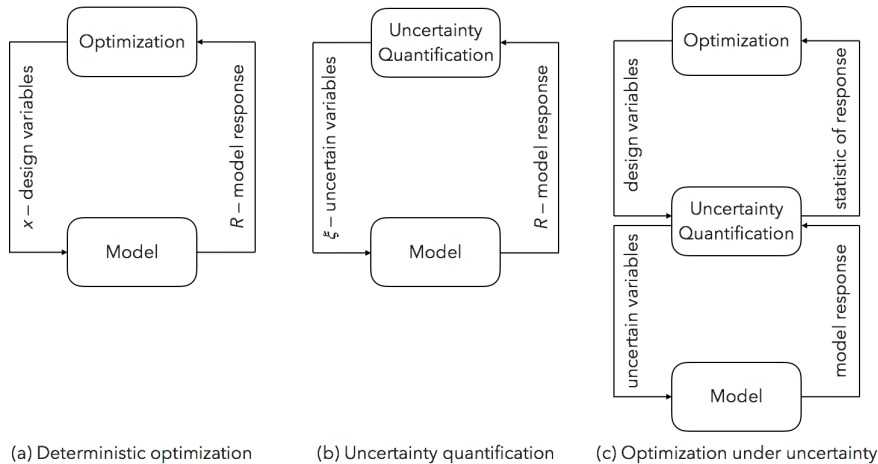 Optimization
x – design variables
R – model response
Model
(a) Deterministic optimization
Uncertainty
Quantification
ξ – uncertain variables
R – model response
Model
(b) Uncertainty quantification
Optimization
design variables
statistic of response
Uncertainty
Quantification
uncertain variables
model response
Model
(c) Optimization under uncertainty